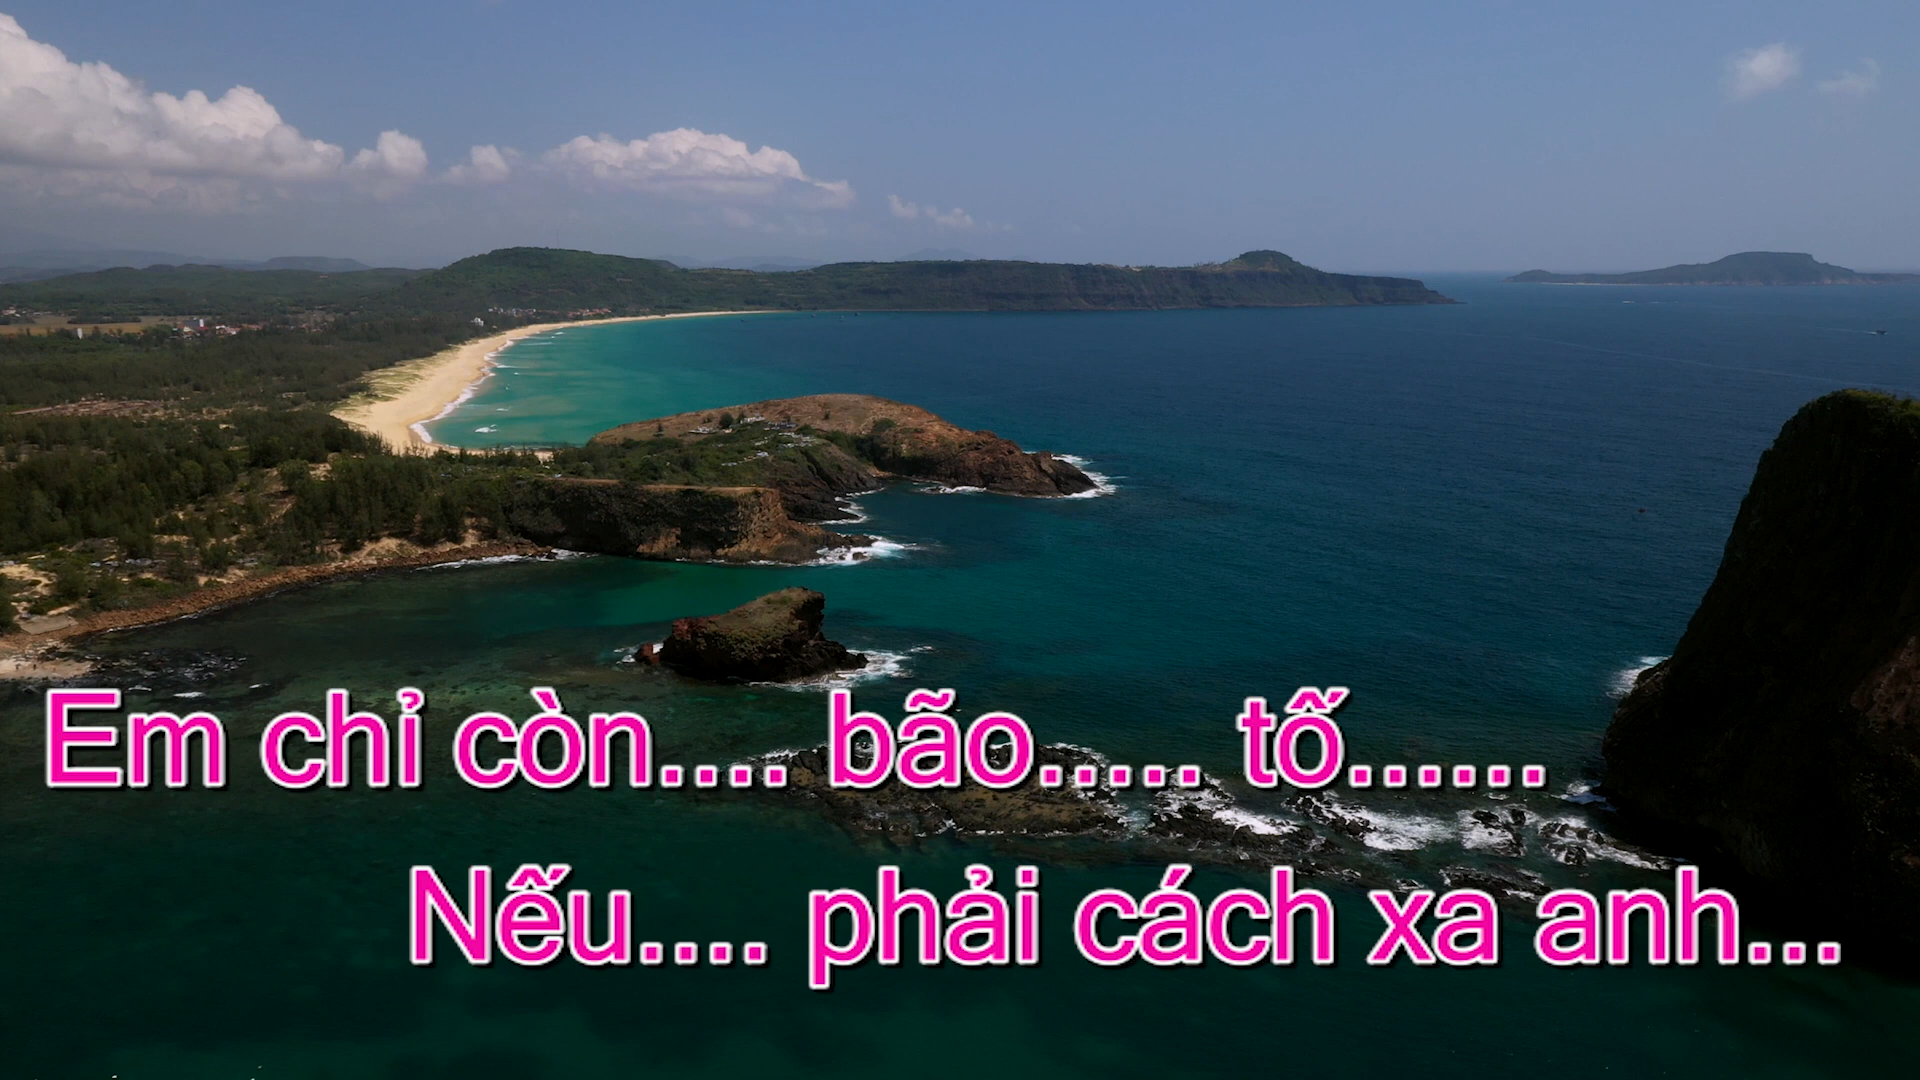 Em chỉ còn.... bão..... tố......
Nếu.... phải cách xa anh...